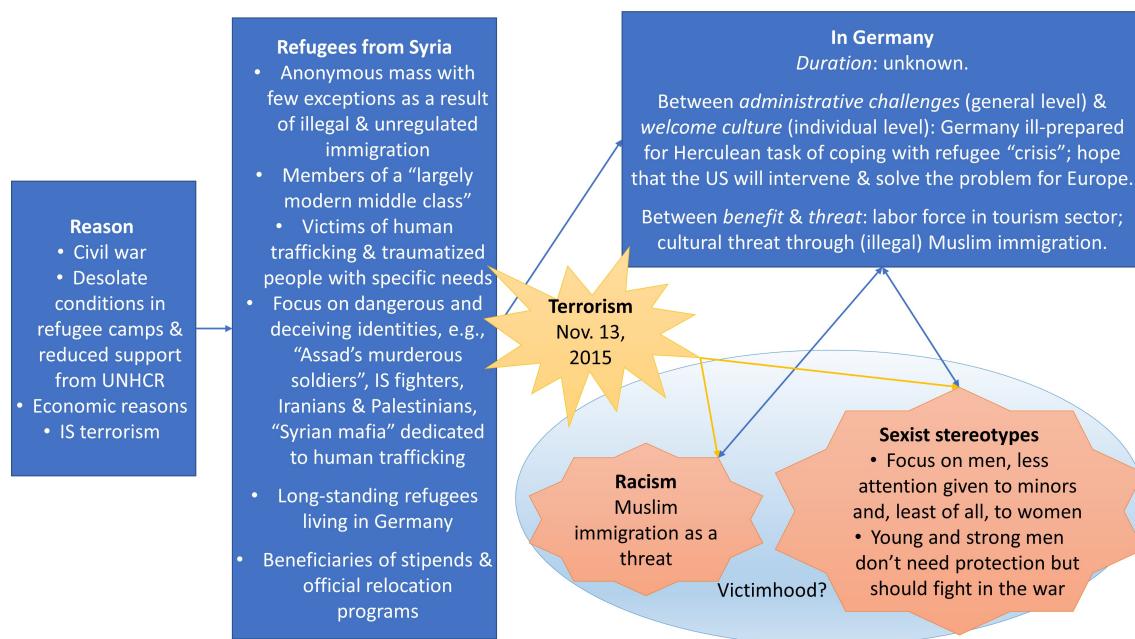 Reason
• Civil war
• Desolate
conditions in
refugee camps &
reduced support
from UNHCR
• Economic reasons
• IS terrorism
Refugees from Syria
• Anonymous mass with
few exceptions as a result
of illegal & unregulated
immigration
• Members of a “largely
modern middle class”
• Victims of human
trafficking & traumatized
people with specific needs
• Focus on dangerous and
deceiving identities, e.g.,
“Assad’s murderous
soldiers”, IS fighters,
Iranians & Palestinians,
“Syrian mafia” dedicated
to human trafficking
• Long-standing refugees
living in Germany
• Beneficiaries of stipends &
official relocation
programs
In Germany
Duration: unknown.
Between administrative challenges (general level) &
welcome culture (individual level): Germany ill-prepared
for Herculean task of coping with refugee “crisis”; hope
that the US will intervene & solve the problem for Europe.
Between benefit & threat: labor force in tourism sector;
cultural threat through (illegal) Muslim immigration.
Terrorism
Nov. 13,
2015
Racism
Muslim
immigration as a
threat
Sexist stereotypes
• Focus on men, less
attention given to minors
and, least of all, to women
• Young and strong men
don’t need protection but
should fight in the war
Victimhood?